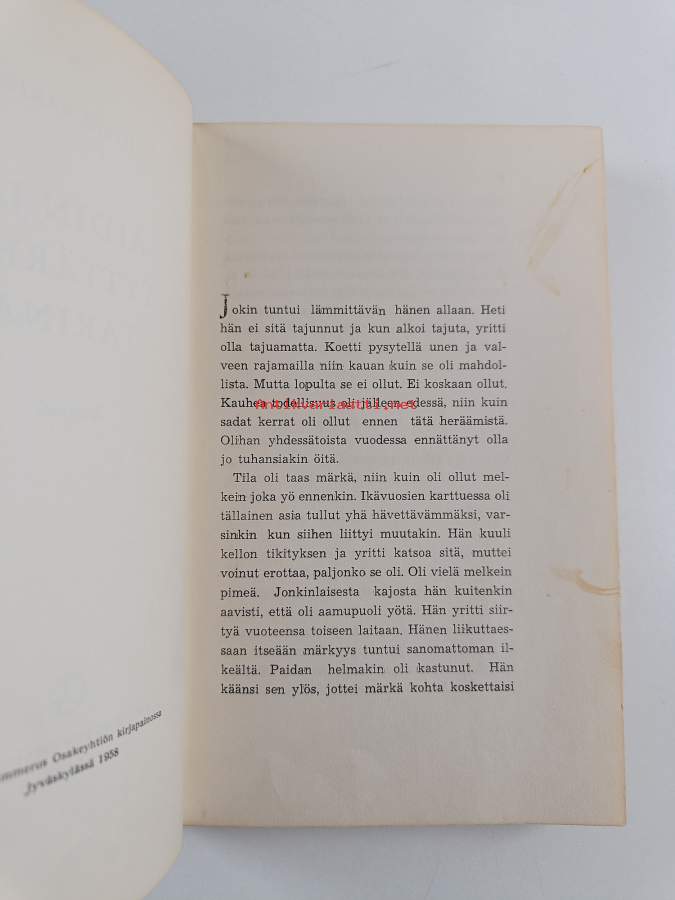 Gummerus Osakeyhtiön kirjapainossa
Jyväskylässä 1958
Jokin tuntui lämmittävän hänen allaan. Heti
hän ei sitä tajunnut ja kun alkoi tajuta, yritti
olla tajuamatta. Koetti pysytellä unen ja val-
veen rajamailla niin kauan kuin se oli mahdol-
lista. Mutta lopulta se ei ollut. Ei koskaan ollut.
Kauhea todellisuus oli jälleen edessä, niin kuin
sadat kerrat oli ollut ennen tätä heräämistä.
Olihan yhdessätoista vuodessa ennättänyt olla
jo tuhansiakin öitä.
Tila oli taas märkä, niin kuin oli ollut mel-
kein joka yö ennenkin. Ikävuosien karttuessa oli
tällainen asia tullut yhä hävettävämmäksi, var-
sinkin kun siihen liittyi muutakin. Hän kuuli
kellon tikityksen ja yritti katsoa sitä, muttei
voinut erottaa, paljonko se oli. Oli vielä melkein
pimeä. Jonkinlaisesta kajosta hän kuitenkin
aavisti, että oli aamupuoli yötä. Hän yritti siir-
tyä vuoteensa toiseen laitaan. Hänen liikuttaes-
saan itseään märkyys tuntui sanomattoman il-
keältä. Paidan helmakin oli kastunut. Hän
käänsi sen ylös, jottei märkä kohta koskettaisi